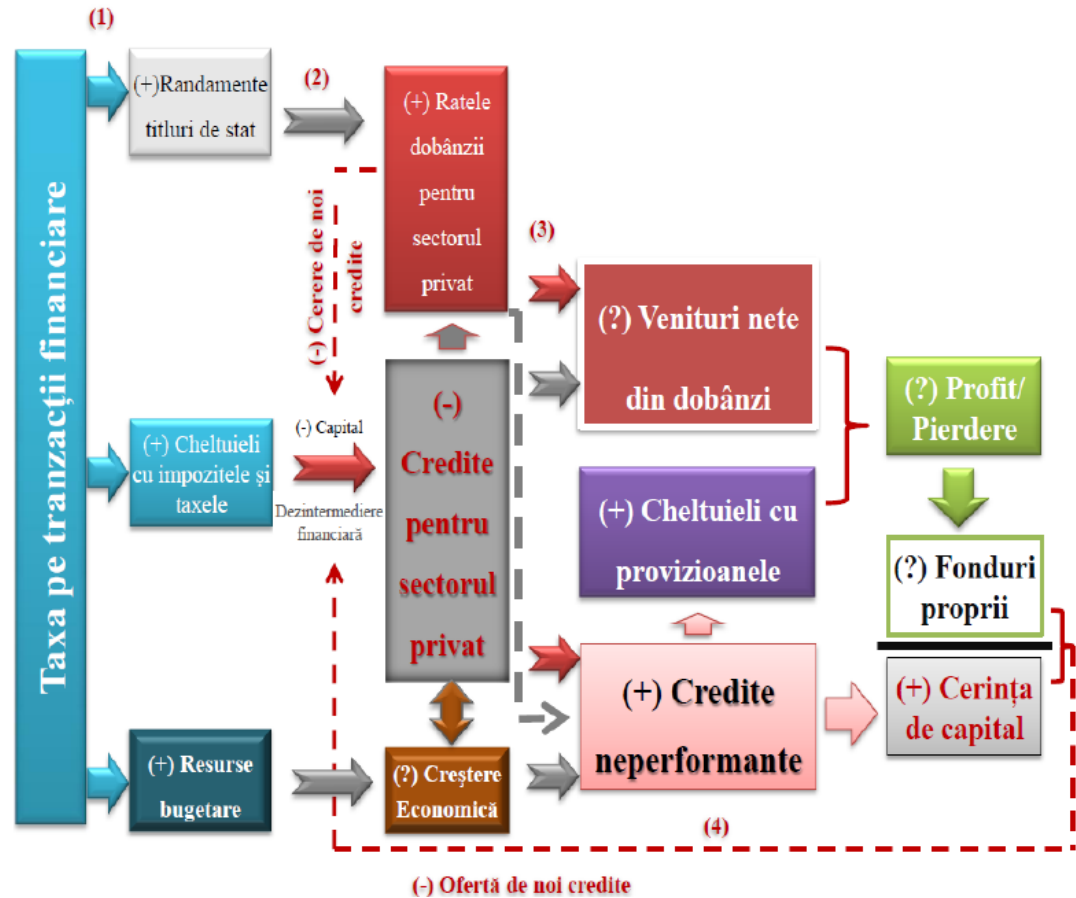 (1)
Taxa pe tranzacții financiare
(+)Randamente
titluri de stat
(2)
(+) Ratele
dobânzii
pentru
sectorul
privat
(-) Cerere de noi
credite
(3)
(?) Venituri nete
din dobânzi
(?) Profit/
Pierdere
(+) Cheltuieli
cu impozitele și
taxele
(-) Capital
Dezintermediere
financiară
(-)
Credite
pentru
sectorul
privat
(+) Cheltuieli cu
provizioanele
(?) Fonduri
proprii
(+) Cerința
de capital
(+) Credite
neperformante
(+) Resurse
bugetare
(?) Creştere
Economică
(4)
(-) Ofertă de noi credite